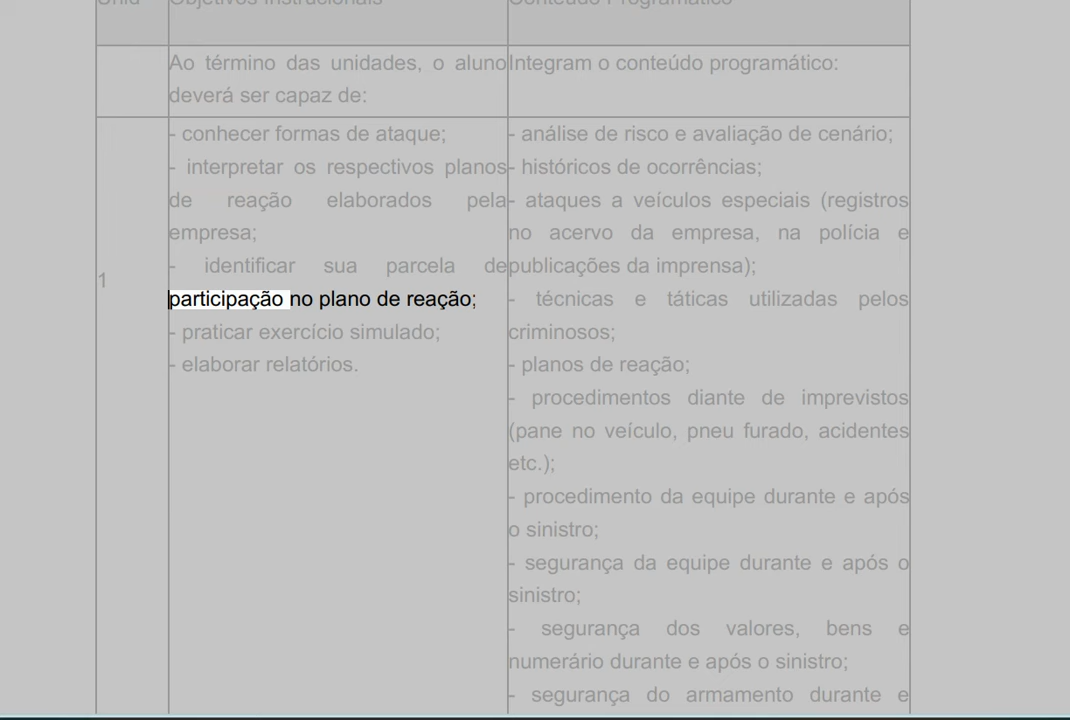 Unid
Objetivos Instrucionais
Conteúdo Programático
Ao término das unidades, o aluno
deverá ser capaz de:
Integram o conteúdo programático:
1
- conhecer formas de ataque;
- interpretar os respectivos planos
de reação elaborados pela
empresa;
- identificar sua parcela de
participação no plano de reação;
- praticar exercício simulado;
- elaborar relatórios.
- análise de risco e avaliação de cenário;
- históricos de ocorrências;
- ataques a veículos especiais (registros
no acervo da empresa, na polícia e
publicações da imprensa);
- técnicas e táticas utilizadas pelos
criminosos;
- planos de reação;
- procedimentos diante de imprevistos
(pane no veículo, pneu furado, acidentes
etc.);
- procedimento da equipe durante e após
o sinistro;
- segurança da equipe durante e após o
sinistro;
- segurança dos valores, bens e
numerário durante e após o sinistro;
- segurança do armamento durante e